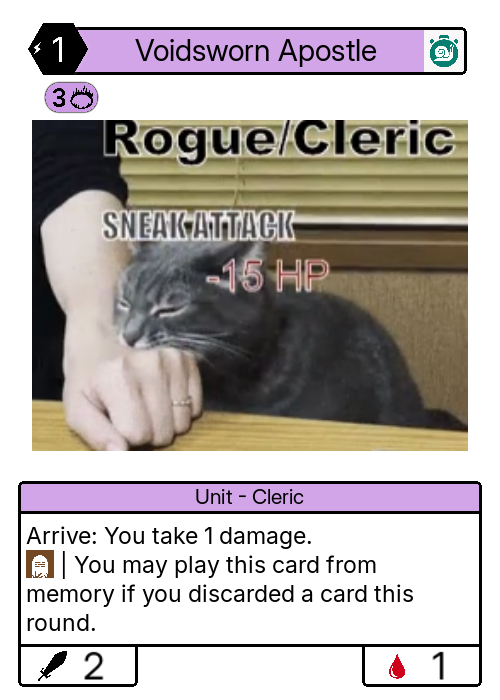 1
Voidsworn Apostle
3
Rogue/Cleric
SNEAK ATTACK
-15 HP
Unit - Cleric
Arrive: You take 1 damage.
| You may play this card from
memory if you discarded a card this
round.
2
1